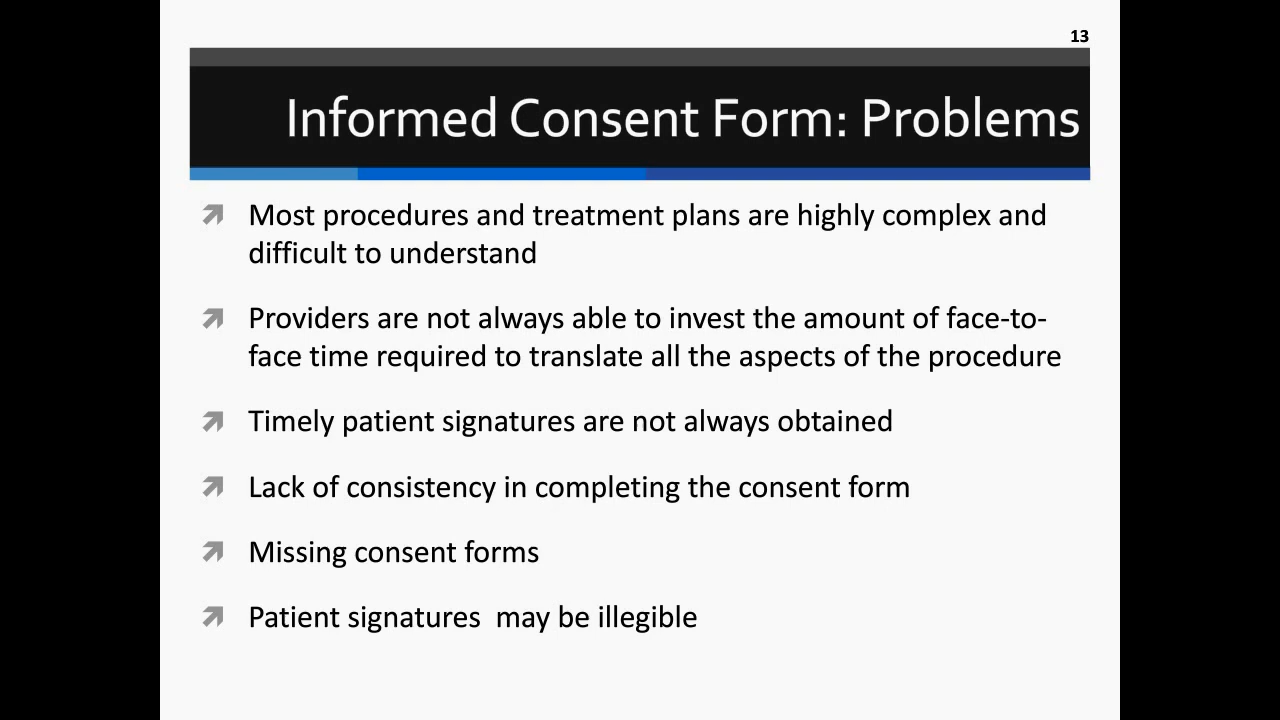 13
Informed Consent Form: Problems
Most procedures and treatment plans are highly complex and
difficult to understand
Providers are not always able to invest the amount of face-to-
face time required to translate all the aspects of the procedure
Timely patient signatures are not always obtained
Lack of consistency in completing the consent form
Missing consent forms
Patient signatures  may be illegible